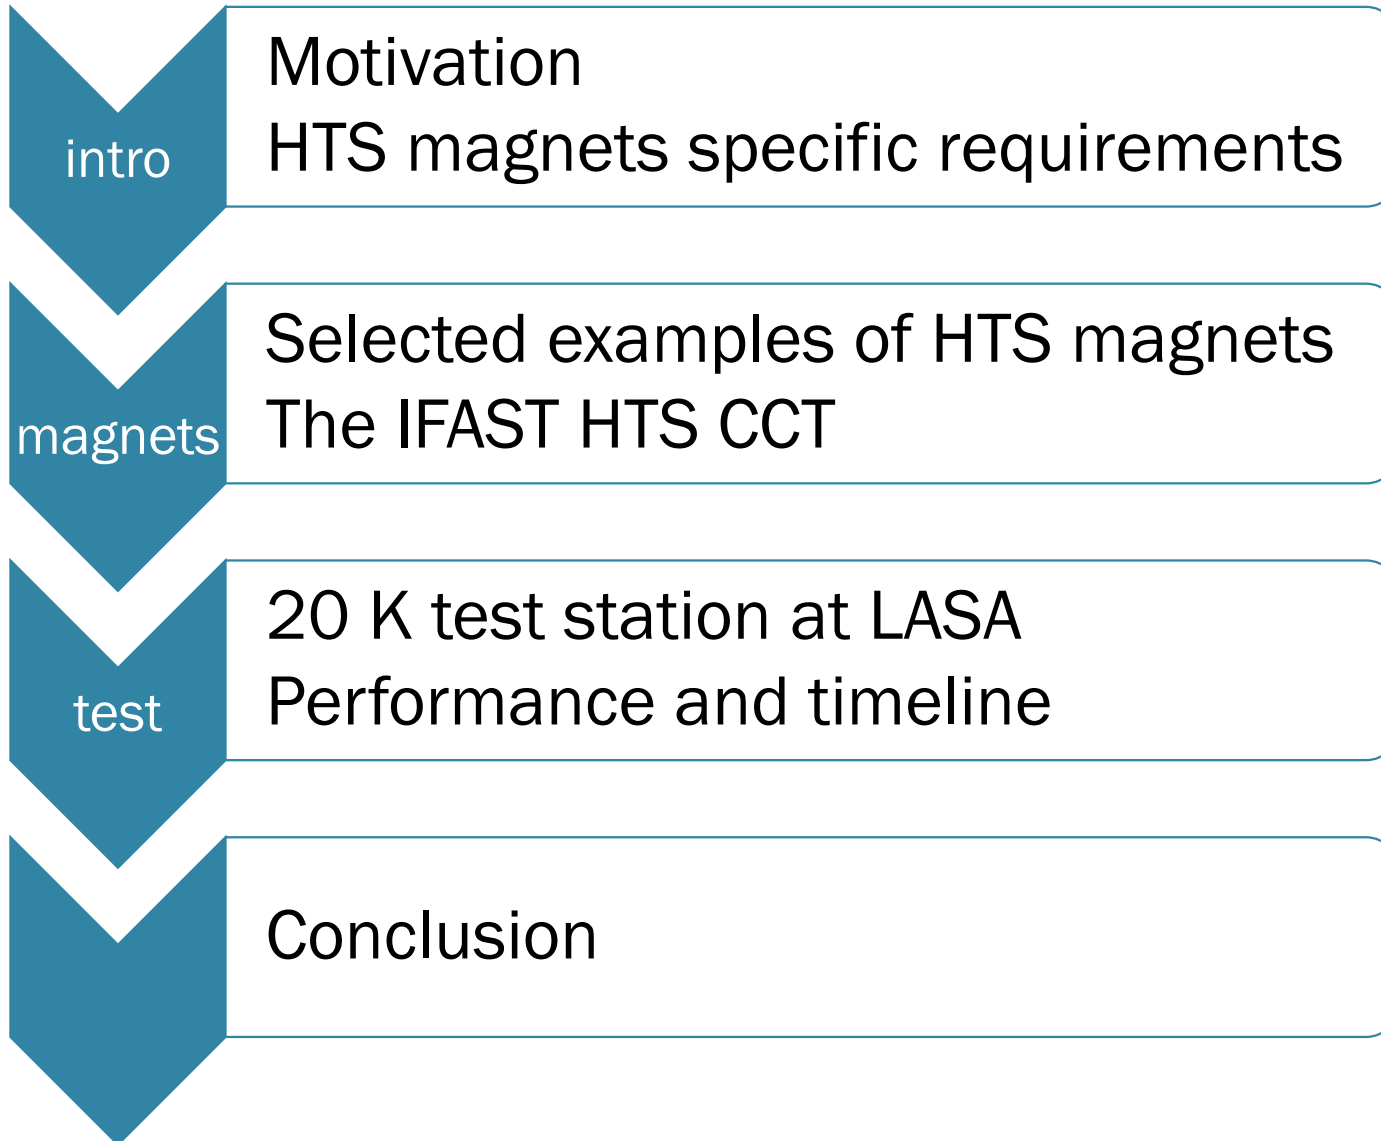 intro
Motivation
HTS magnets specific requirements
magnets
Selected examples of HTS magnets
The IFAST HTS CCT
test
20 K test station at LASA
Performance and timeline
Conclusion